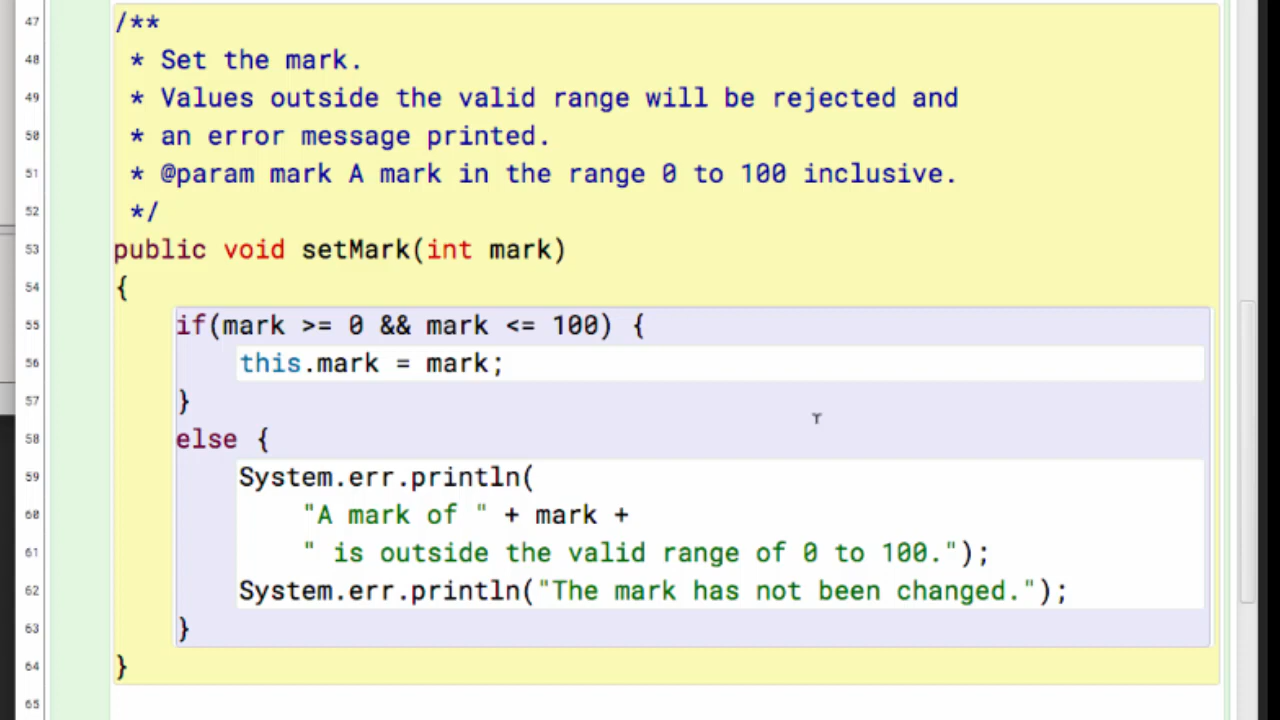 47 /**
48  * Set the mark.
49  * Values outside the valid range will be rejected and
50  * an error message printed.
51  * @param mark A mark in the range 0 to 100 inclusive.
52  */
53 public void setMark(int mark)
54 {
55     if(mark >= 0 && mark <= 100) {
56         this.mark = mark;
57     }
58     else {
59         System.err.println(
60             "A mark of " + mark +
61             " is outside the valid range of 0 to 100.");
62         System.err.println("The mark has not been changed.");
63     }
64 }
65